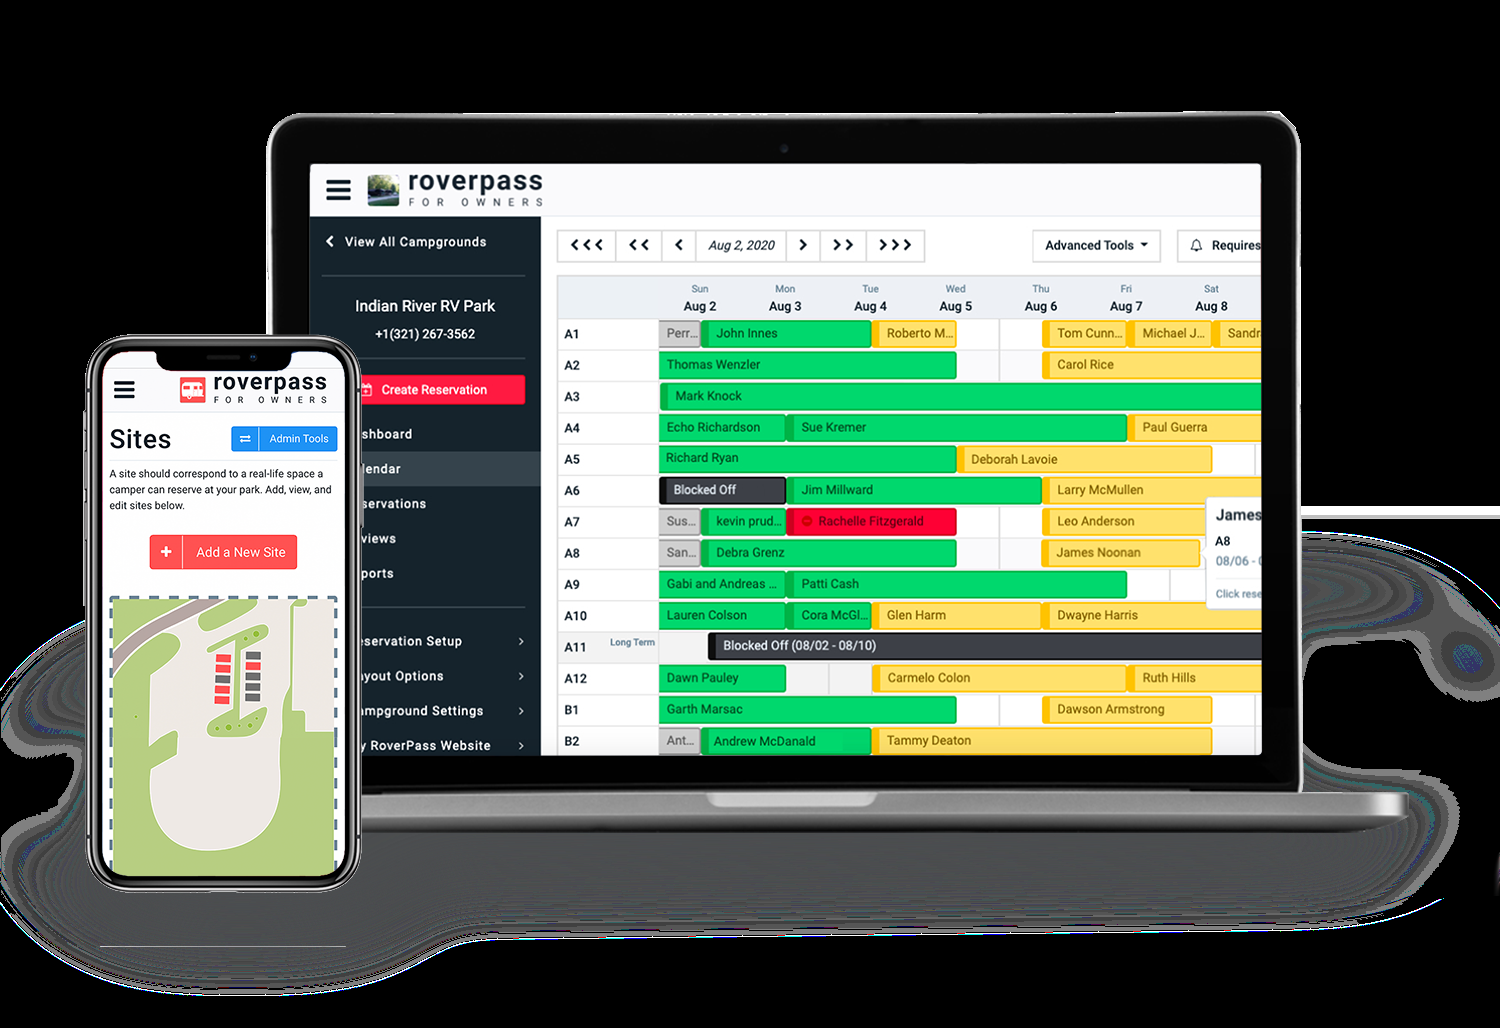 roverpass
FOR OWNERS
View All Campgrounds
Indian River RV Park
+1(321) 267-3562
Create Reservation
shboard
lendar
servations
views
ports
eservation Setup
yout Options
mpground Settings
y RoverPass Website
Aug 2, 2020
Advanced Tools
Requires
Sun Mon Tue Wed Thu Fri Sat
Aug 2 Aug 3 Aug 4 Aug 5 Aug 6 Aug 7 Aug 8
A1 Perr... John Innes Roberto M... Tom Cunn... Michael J... Sandr
A2 Thomas Wenzler Carol Rice
A3 Mark Knock
A4 Echo Richardson Sue Kremer Paul Guerra
A5 Richard Ryan Deborah Lavoie
A6 Blocked Off Jim Millward Larry McMullen
A7 Sus... kevin prud... Rachelle Fitzgerald Leo Anderson
A8 San... Debra Grenz James Noonan
A9 Gabi and Andreas ... Patti Cash
A10 Lauren Colson Cora McGl... Glen Harm Dwayne Harris
A11 Long Term Blocked Off (08/02 - 08/10)
A12 Dawn Pauley Carmelo Colon Ruth Hills
B1 Garth Marsac Dawson Armstrong
B2 Ant... Andrew McDanald Tammy Deaton
James
A8
08/06 - 0
Click rese
roverpass
FOR OWNERS
Sites
Admin Tools
A site should correspond to a real-life space a
camper can reserve at your park. Add, view, and
edit sites below.
+ Add a New Site